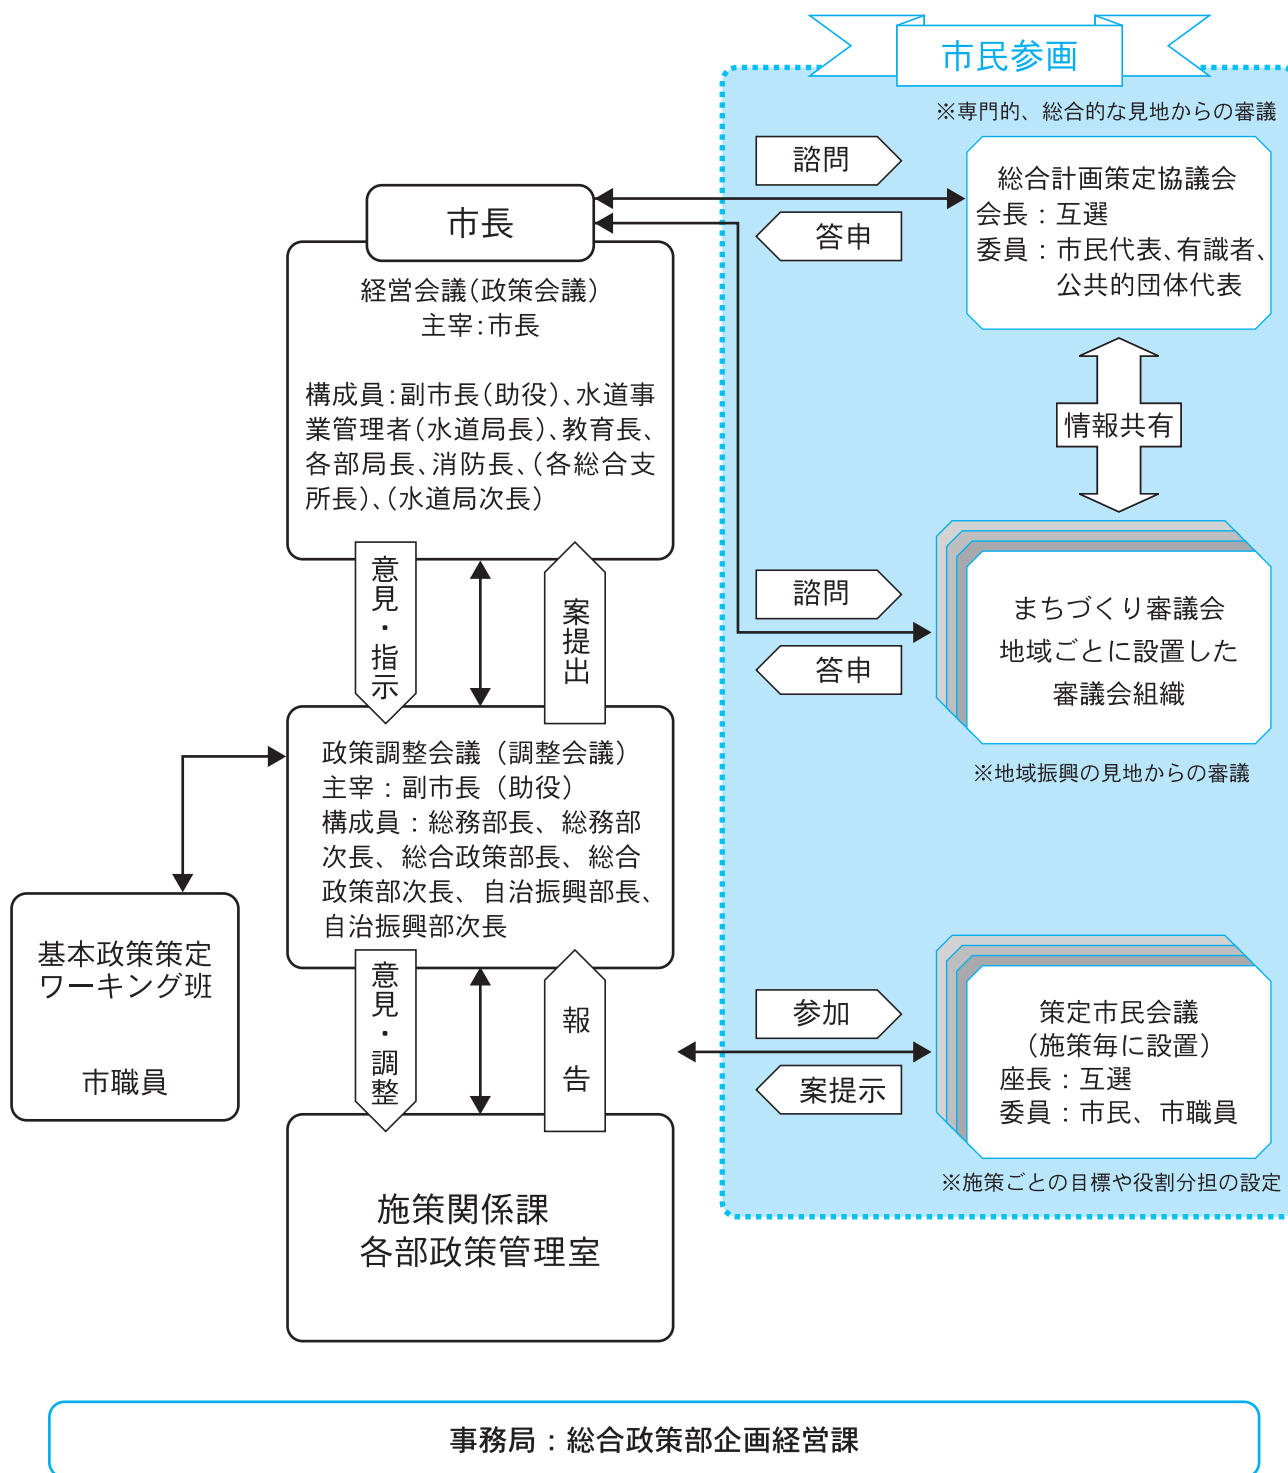 市民参画
※専門的、総合的な見地からの審議
諮問
答申
総合計画策定協議会
会長：互選
委員：市民代表、有識者、
公共的団体代表
市長
経営会議（政策会議）
主宰：市長
構成員：副市長（助役）、水道事
業管理者（水道局長）、教育長、
各部局長、消防長、（各総合支
所長）、（水道局次長）
情報共有
意見・指示
案提出
諮問
答申
まちづくり審議会
地域ごとに設置した
審議会組織
※地域振興の見地からの審議
政策調整会議（調整会議）
主宰：副市長（助役）
構成員：総務部長、総務部
次長、総合政策部長、総合
政策部次長、自治振興部長、
自治振興部次長
基本政策策定
ワーキング班
市職員
意見・調整
報告
参加
案提示
策定市民会議
（施策毎に設置）
座長：互選
委員：市民、市職員
※施策ごとの目標や役割分担の設定
施策関係課
各部政策管理室
事務局：総合政策部企画経営課